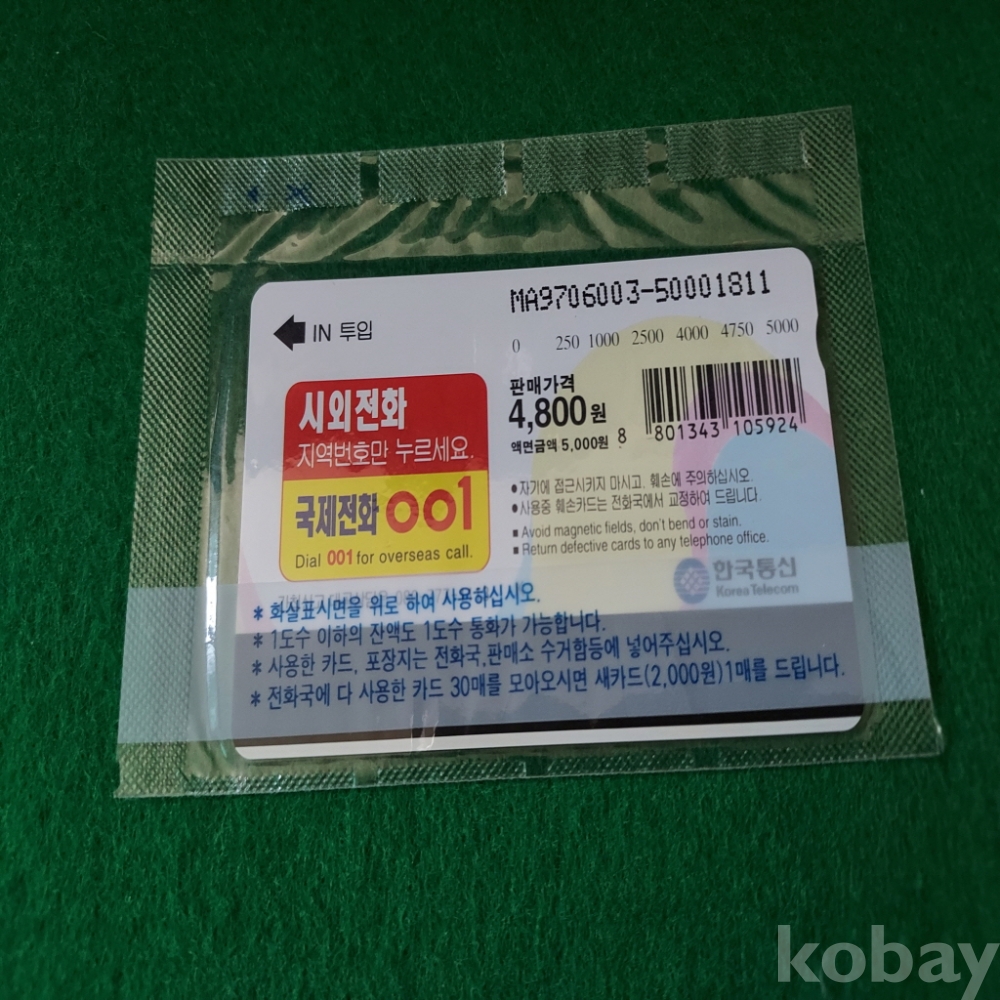 MA9706003-50001811
IN 투입
0 250 1000 2500 4000 4750 5000
시외전화
지역번호만 누르세요.
국제전화 001
Dial 001 for overseas call.
판매가격
4,800원
액면금액 5,000원
8 801343 105924
●자기에 접근시키지 마시고, 훼손에 주의하십시오.
●사용중 훼손카드는 전화국에서 교정하여 드립니다.
■ Avoid magnetic fields, don't bend or stain.
■ Return defective cards to any telephone office.
한국통신
Korea Telecom
* 화살표시면을 위로 하여 사용하십시오.
* 1도수 이하의 잔액도 1도수 통화가 가능합니다.
* 사용한 카드, 포장지는 전화국,판매소 수거함등에 넣어주십시오.
* 전화국에 다 사용한 카드 30매를 모아오시면 새카드(2,000원)1매를 드립니다.
kobay